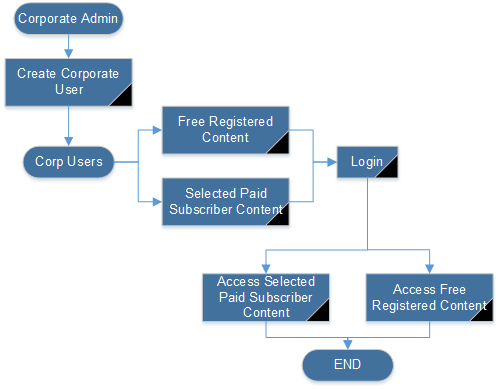 Corporate Admin
Create Corporate
User
Corp Users
Free Registered
Content
Selected Paid
Subscriber Content
Login
Access Selected
Paid Subscriber
Content
Access Free
Registered Content
END